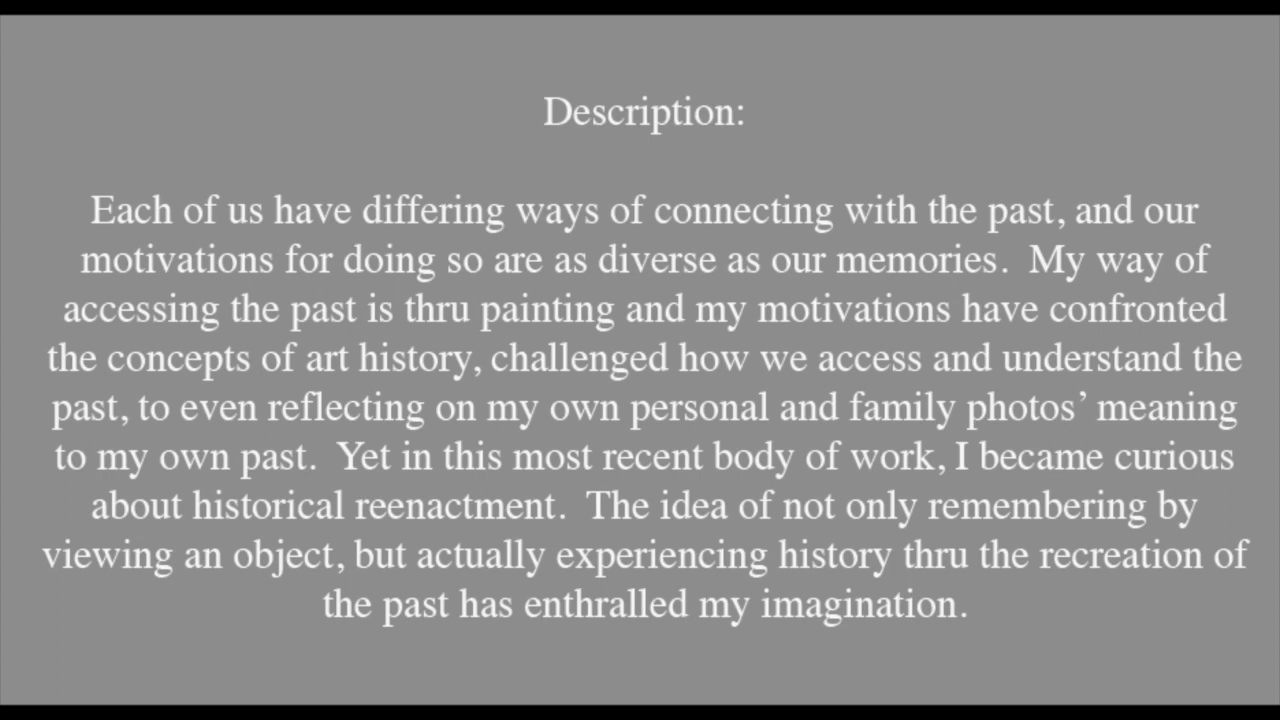 Description:
Each of us have differing ways of connecting with the past, and our
motivations for doing so are as diverse as our memories.  My way of
accessing the past is thru painting and my motivations have confronted
the concepts of art history, challenged how we access and understand the
past, to even reflecting on my own personal and family photos’ meaning
to my own past.  Yet in this most recent body of work, I became curious
about historical reenactment.  The idea of not only remembering by
viewing an object, but actually experiencing history thru the recreation of
the past has enthralled my imagination.